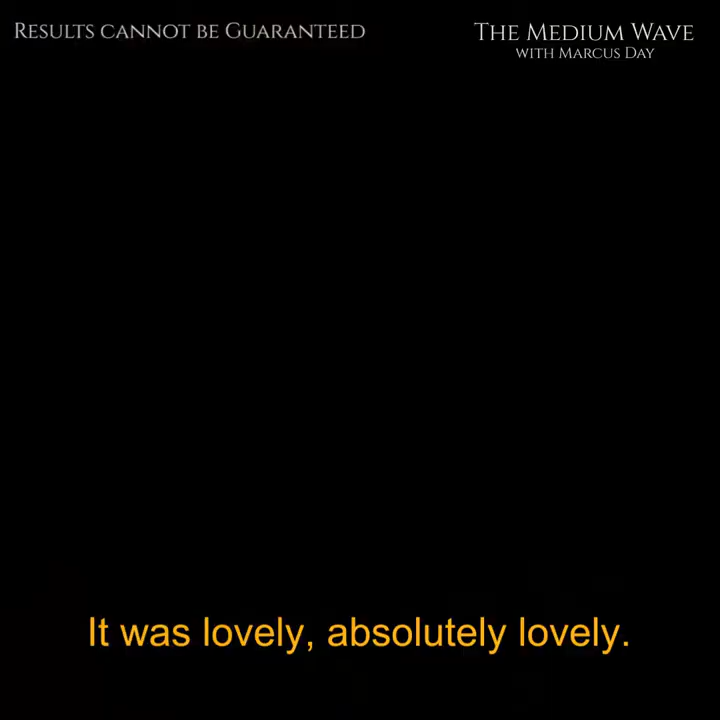 Results cannot be Guaranteed
The Medium Wave
with Marcus Day
It was lovely, absolutely lovely.